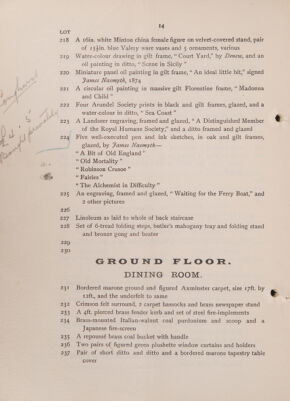 14
LOT
218 A 16in. white Minton china female figure on velvet-covered stand, pair
of 15½in. blue Valery ware vases and 5 ornaments, various
219 Water-colour drawing in gilt frame, "Court Yard," by Dement, and an
oil painting in ditto, "Scene in Sicily"
220 Miniature panel oil painting in gilt frame, "An ideal little bit," signed
James Nasmyth, 1874
221 A circular oil painting in massive gilt Florentine frame, "Madonna
and Child"
222 Four Arundel Society prints in black and gilt frames, glazed, and a
water-colour in ditto, "Sea Coast"
223 A Landseer engraving, framed and glazed, "A Distinguished Member
of the Royal Humane Society," and a ditto framed and glazed
224 Five well-executed pen and ink sketches, in oak and gilt frames,
glazed, by James Nasmyth—
"A Bit of Old England"
"Old Mortality"
"Robinson Crusoe"
"Fairies"
"The Alchemist in Difficulty"
225 An engraving, framed and glazed, "Waiting for the Ferry Boat," and
2 other pictures
226
227 Linoleum as laid to whole of back staircase
228 Set of 6-tread folding steps, butler's mahogany tray and folding stand
and bronze gong and beater
229
230
GROUND FLOOR.
DINING ROOM.
231 Bordered maroon ground and figured Axminster carpet, size 17ft. by
12ft., and the underfelt to same
232 Crimson felt surround, 2 carpet hassocks and brass newspaper stand
233 A 4ft. pierced brass fender kerb and set of steel fire-implements
234 Brass-mounted Italian-walnut coal purdonium and scoop and a
Japanese fire-screen
235 A repoussé brass coal bucket with handle
236 Two pairs of figured green plushette window curtains and holders
237 Pair of short ditto and ditto and a bordered maroon tapestry table
cover